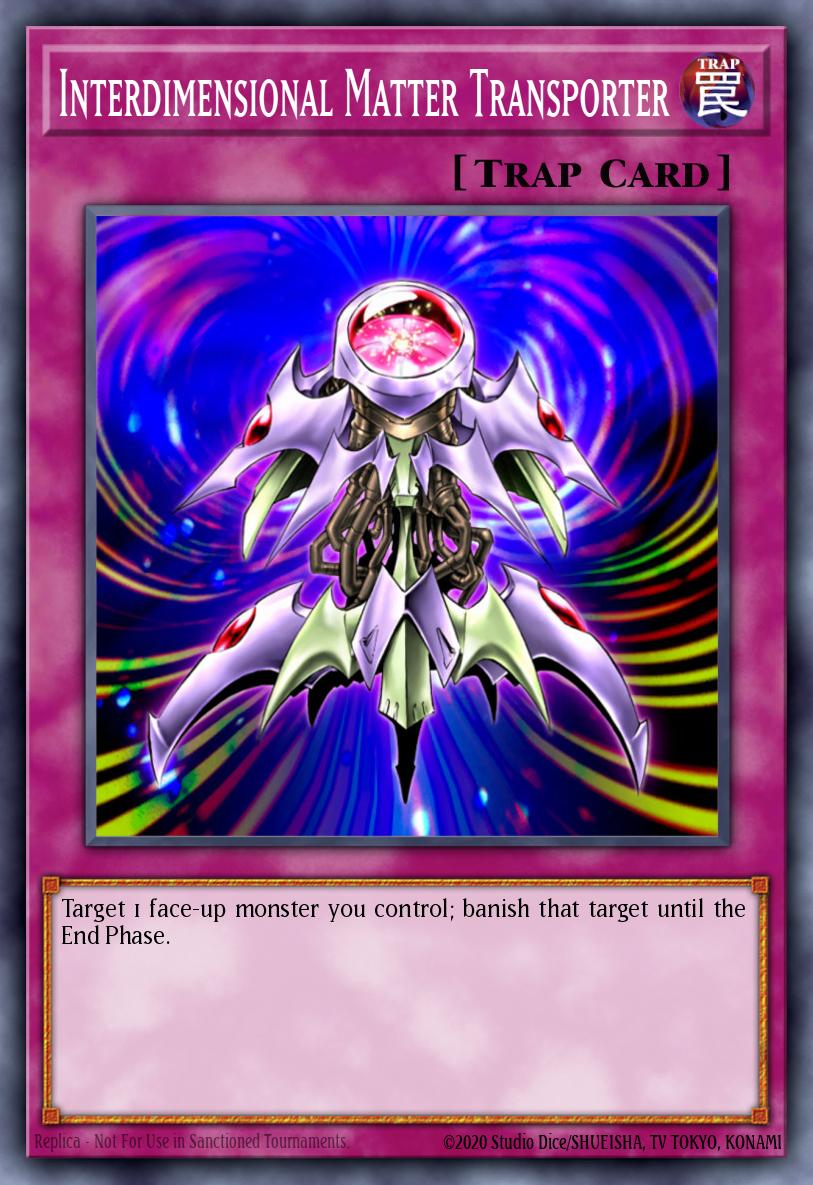 Interdimensional Matter Transporter
TRAP
罠
[Trap Card]
Target 1 face-up monster you control; banish that target until the
End Phase.
Replica - Not For Use in Sanctioned Tournaments.
©2020 Studio Dice/SHUEISHA, TV TOKYO, KONAMI